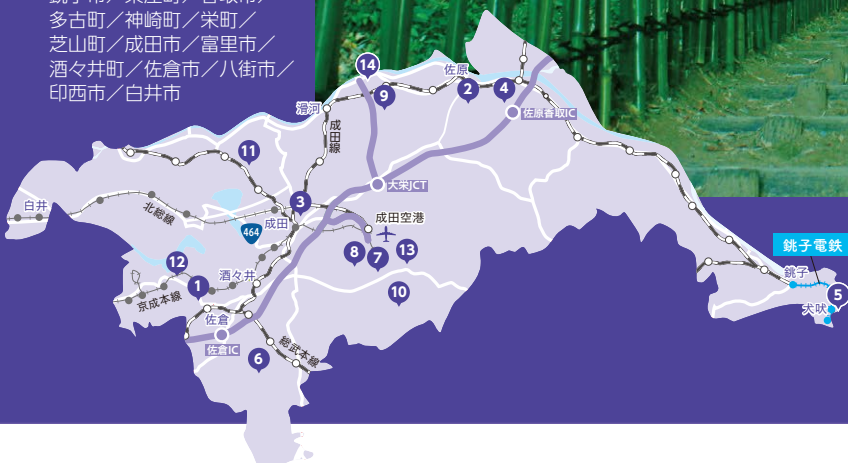 多古町／神崎町／栄町／
芝山町／成田市／富里市／
酒々井町／佐倉市／八街市／
印西市／白井市
14
佐原
9
2
4
滑河
佐原香取IC
成田線
11
大栄JCT
白井
北総線
3
成田
成田空港
464
8
7
13
銚子電鉄
12
酒々井
銚子
1
10
5
京成本線
犬吠
佐倉
佐倉IC
総武本線
6